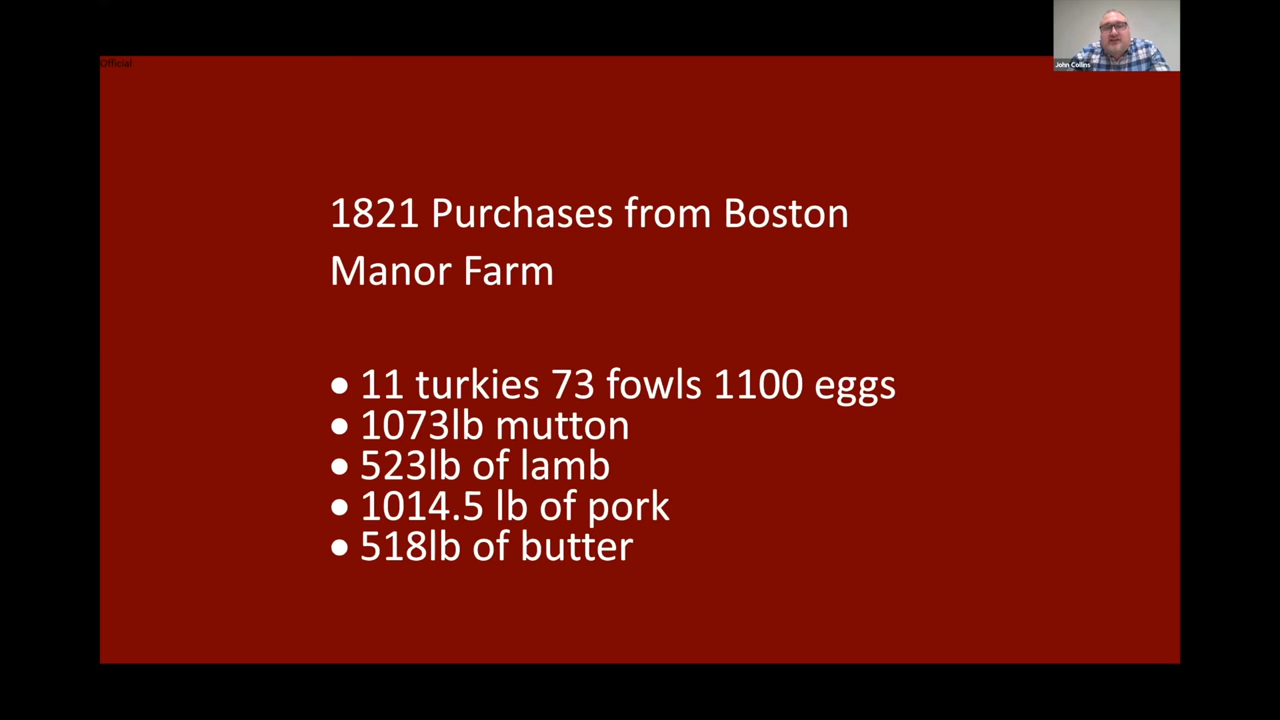 Official
John Collins
1821 Purchases from Boston
Manor Farm
• 11 turkies 73 fowls 1100 eggs
• 1073lb mutton
• 523lb of lamb
• 1014.5 lb of pork
• 518lb of butter